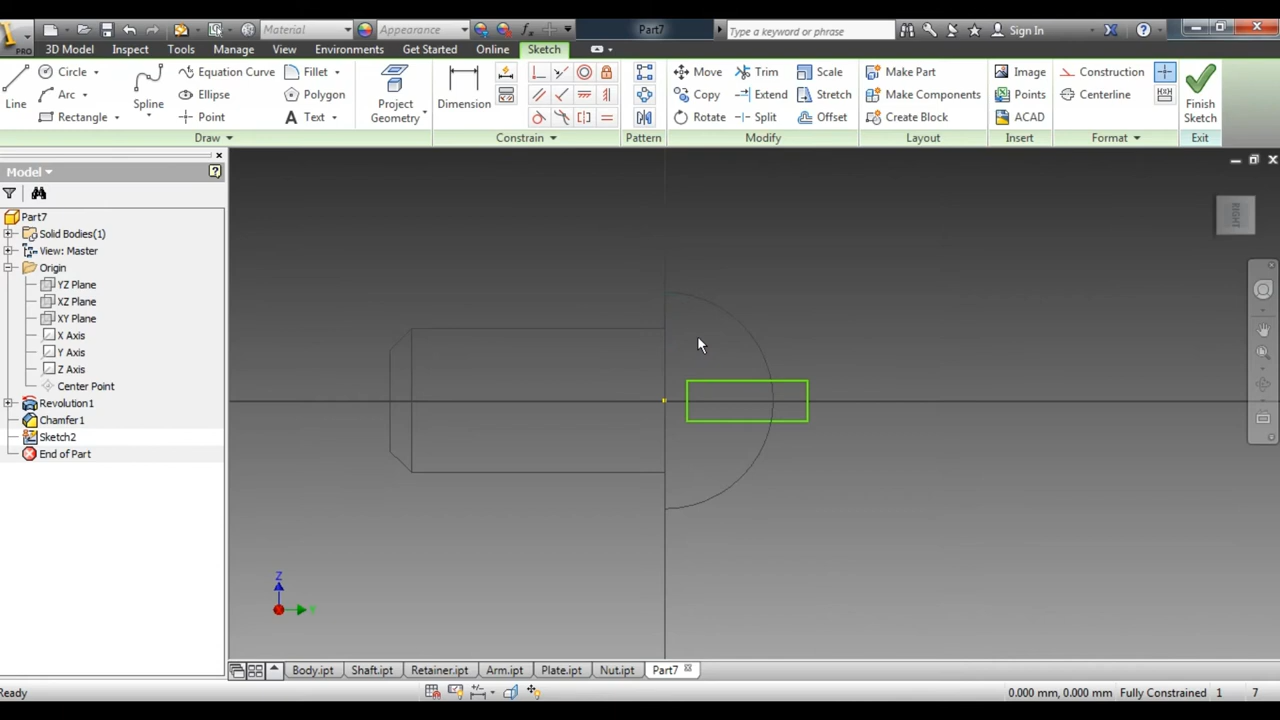 PRO
Material
Appearance
fx
Part7
Type a keyword or phrase
Sign In
3D Model Inspect Tools Manage View Environments Get Started Online Sketch
Line
Circle
Arc
Rectangle
Spline
Equation Curve
Ellipse
Point
Fillet
Polygon
Text
Project Geometry
Dimension
Move
Copy
Rotate
Trim
Extend
Split
Scale
Stretch
Offset
Make Part
Make Components
Create Block
Image
Points
ACAD
Construction
Centerline
Finish Sketch
Draw Constrain Pattern Modify Layout Insert Format Exit
Model
Part7
Solid Bodies(1)
View: Master
Origin
YZ Plane
XZ Plane
XY Plane
X Axis
Y Axis
Z Axis
Center Point
Revolution1
Chamfer1
Sketch2
End of Part
RIGHT
Z
Body.ipt Shaft.ipt Retainer.ipt Arm.ipt Plate.ipt Nut.ipt Part7
Ready 0.000 mm, 0.000 mm Fully Constrained 1 7